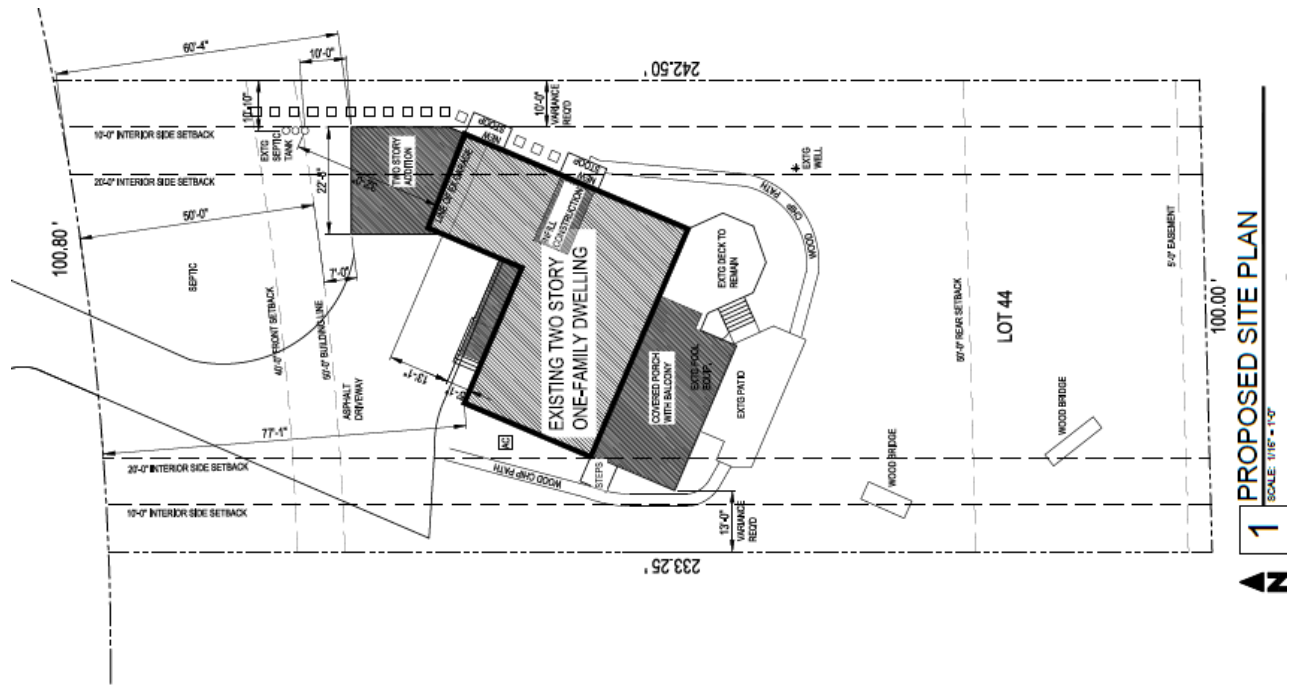 60'-4"
10'-0"
10'-10"
242.50 '
10'-0"
VARIANCE
REQ'D
10'-0" INTERIOR SIDE SETBACK
EXTG
SEPTIC
TANK
20'-0" INTERIOR SIDE SETBACK
22'-8"
TWO STORY
ADDITION
NEW
STOOP
LINE OF EX. GARAGE
NEW
STOOP
EXTG
WELL
WOOD CHIP PATH
50'-0"
100.80 '
SEPTIC
7'-0"
INFILL
CONSTRUCTION
EXISTING TWO STORY
ONE-FAMILY DWELLING
EXTG DECK TO
REMAIN
5'-0" EASEMENT
40'-0" FRONT SETBACK
50'-0" BUILDING LINE
ASPHALT
DRIVEWAY
13'-1"
COVERED PORCH
WITH BALCONY
EXTG POOL
EQUIP.
EXTG PATIO
50'-0" REAR SETBACK
LOT 44
100.00 '
77'-1"
AC
20'-0" INTERIOR SIDE SETBACK
WOOD CHIP PATH
STEPS
WOOD BRIDGE
WOOD BRIDGE
10'-0" INTERIOR SIDE SETBACK
13'-0"
VARIANCE
REQ'D
233.25 '
1 PROPOSED SITE PLAN
SCALE: 1/16" = 1'-0"
N